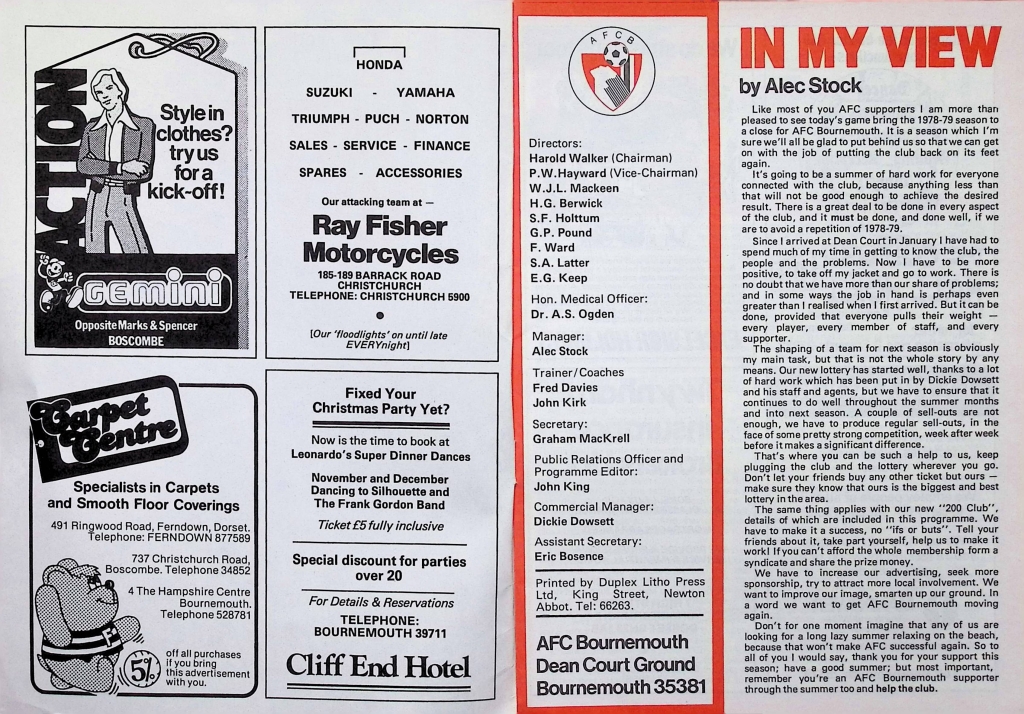 ACTION
Style in
clothes?
try us
for a
kick-off!
GEMINI
Opposite Marks & Spencer
BOSCOMBE
HONDA
SUZUKI - YAMAHA
TRIUMPH - PUCH - NORTON
SALES - SERVICE - FINANCE
SPARES - ACCESSORIES
Our attacking team at —
Ray Fisher
Motorcycles
185-189 BARRACK ROAD
CHRISTCHURCH
TELEPHONE: CHRISTCHURCH 5900
[Our 'floodlights' on until late
EVERYnight]
Carpet
Centre
Specialists in Carpets
and Smooth Floor Coverings
491 Ringwood Road, Ferndown, Dorset.
Telephone: FERNDOWN 877589
737 Christchurch Road,
Boscombe. Telephone 34852
4 The Hampshire Centre
Bournemouth.
Telephone 528781
5%
off all purchases
if you bring
this advertisement
with you.
Fixed Your
Christmas Party Yet?
Now is the time to book at
Leonardo's Super Dinner Dances
November and December
Dancing to Silhouette and
The Frank Gordon Band
Ticket £5 fully inclusive
Special discount for parties
over 20
For Details & Reservations
TELEPHONE:
BOURNEMOUTH 39711
Cliff End Hotel
AFCB
Directors:
Harold Walker (Chairman)
P.W.Hayward (Vice-Chairman)
W.J.L. Mackeen
H.G. Berwick
S.F. Holttum
G.P. Pound
F. Ward
S.A. Latter
E.G. Keep
Hon. Medical Officer:
Dr. A.S. Ogden
Manager:
Alec Stock
Trainer/Coaches
Fred Davies
John Kirk
Secretary:
Graham MacKrell
Public Relations Officer and
Programme Editor:
John King
Commercial Manager:
Dickie Dowsett
Assistant Secretary:
Eric Bosence
Printed by Duplex Litho Press
Ltd, King Street, Newton
Abbot. Tel: 66263.
AFC Bournemouth
Dean Court Ground
Bournemouth 35381
IN MY VIEW
by Alec Stock
Like most of you AFC supporters I am more than
pleased to see today's game bring the 1978-79 season to
a close for AFC Bournemouth. It is a season which I'm
sure we'll all be glad to put behind us so that we can get
on with the job of putting the club back on its feet
again.
It's going to be a summer of hard work for everyone
connected with the club, because anything less than
that will not be good enough to achieve the desired
result. There is a great deal to be done in every aspect
of the club, and it must be done, and done well, if we
are to avoid a repetition of 1978-79.
Since I arrived at Dean Court in January I have had to
spend much of my time in getting to know the club, the
people and the problems. Now I have to be more
positive, to take off my jacket and go to work. There is
no doubt that we have more than our share of problems;
and in some ways the job in hand is perhaps even
greater than I realised when I first arrived. But it can be
done, provided that everyone pulls their weight —
every player, every member of staff, and every
supporter.
The shaping of a team for next season is obviously
my main task, but that is not the whole story by any
means. Our new lottery has started well, thanks to a lot
of hard work which has been put in by Dickie Dowsett
and his staff and agents, but we have to ensure that it
continues to do well throughout the summer months
and into next season. A couple of sell-outs are not
enough, we have to produce regular sell-outs, in the
face of some pretty strong competition, week after week
before it makes a significant difference.
That's where you can be such a help to us, keep
plugging the club and the lottery wherever you go.
Don't let your friends buy any other ticket but ours —
make sure they know that ours is the biggest and best
lottery in the area.
The same thing applies with our new "200 Club",
details of which are included in this programme. We
have to make it a success, no "ifs or buts". Tell your
friends about it, take part yourself, help us to make it
work! If you can't afford the whole membership form a
syndicate and share the prize money.
We have to increase our advertising, seek more
sponsorship, try to attract more local involvement. We
want to improve our image, smarten up our ground. In
a word we want to get AFC Bournemouth moving
again.
Don't for one moment imagine that any of us are
looking for a long lazy summer relaxing on the beach,
because that won't make AFC successful again. So to
all of you I would say, thank you for your support this
season; have a good summer; but most important,
remember you're an AFC Bournemouth supporter
through the summer too and help the club.